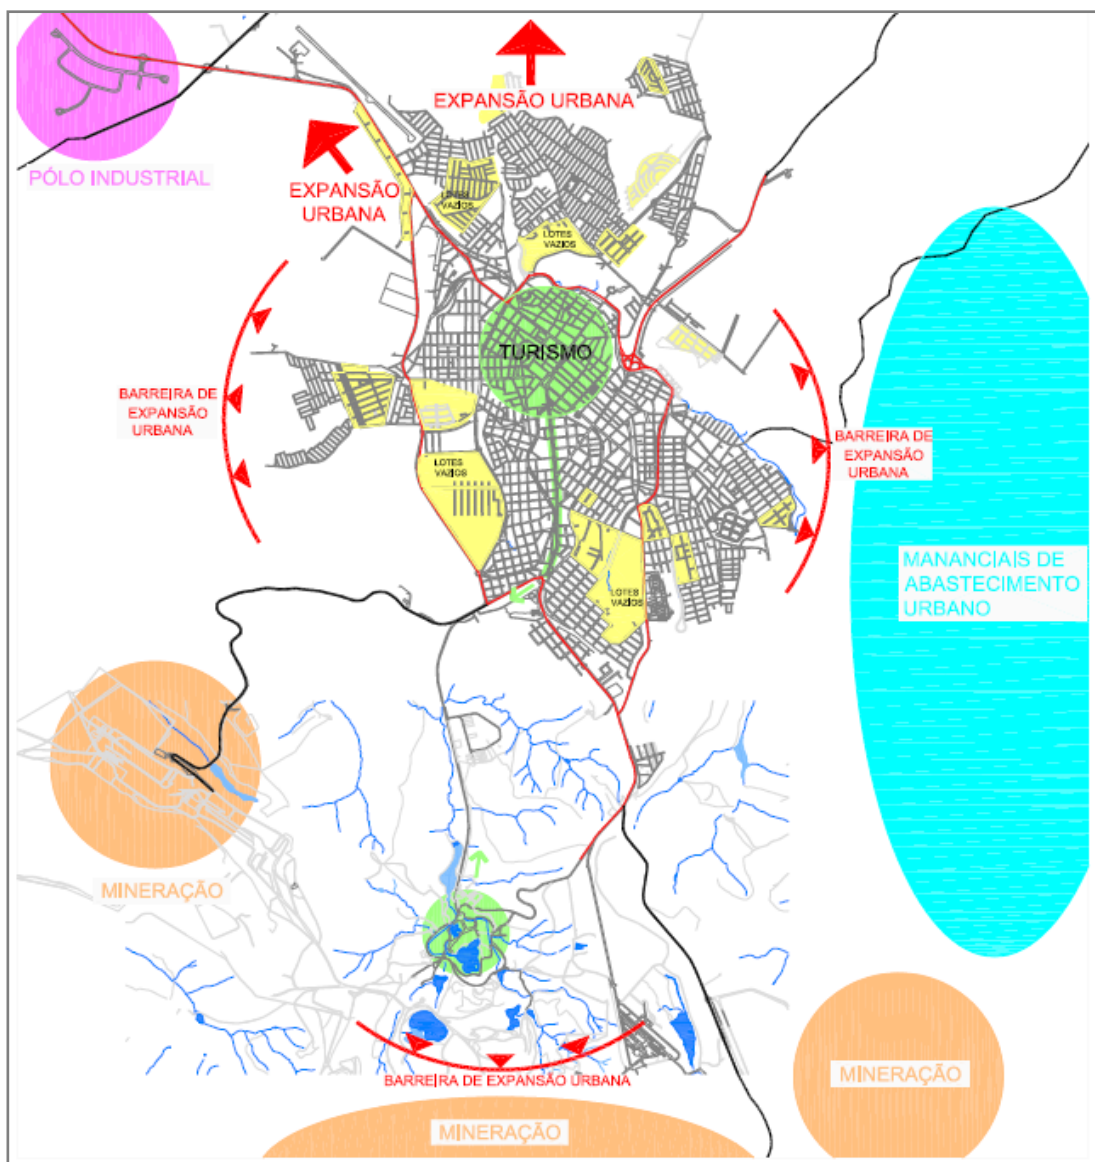 EXPANSÃO URBANA
PÓLO INDUSTRIAL
EXPANSÃO
URBANA
LOTES
VAZIOS
LOTES
VAZIOS
TURISMO
BARREIRA DE
EXPANSÃO
URBANA
BARREIRA DE
EXPANSÃO
URBANA
LOTES
VAZIOS
MANANCIAIS DE
ABASTECIMENTO
URBANO
LOTES
VAZIOS
MINERAÇÃO
BARREIRA DE EXPANSÃO URBANA
MINERAÇÃO
MINERAÇÃO